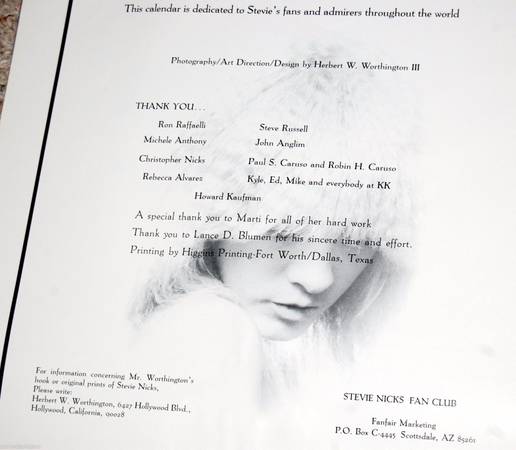 This calendar is dedicated to Stevie's fans and admirers throughout the world
Photography/Art Direction/Design by Herbert W. Worthington III
THANK YOU...
Ron Raffaelli Steve Russell
Michele Anthony John Anglim
Christopher Nicks Paul S. Caruso and Robin H. Caruso
Rebecca Alvares Kyle, Ed, Mike and everybody at KK
Howard Kaufman
A special thank you to Marti for all of her hard work
Thank you to Lance D. Blumen for his sincere time and effort.
Printing by Higgins Printing-Fort Worth/Dallas, Texas
For information concerning Mr. Worthington's
book or original prints of Stevie Nicks,
Please write:
Herbert W. Worthington, 6427 Hollywood Blvd.,
Hollywood, California, 90028
STEVIE NICKS FAN CLUB
Fanfair Marketing
P.O. Box C-4445 Scottsdale, AZ 85261